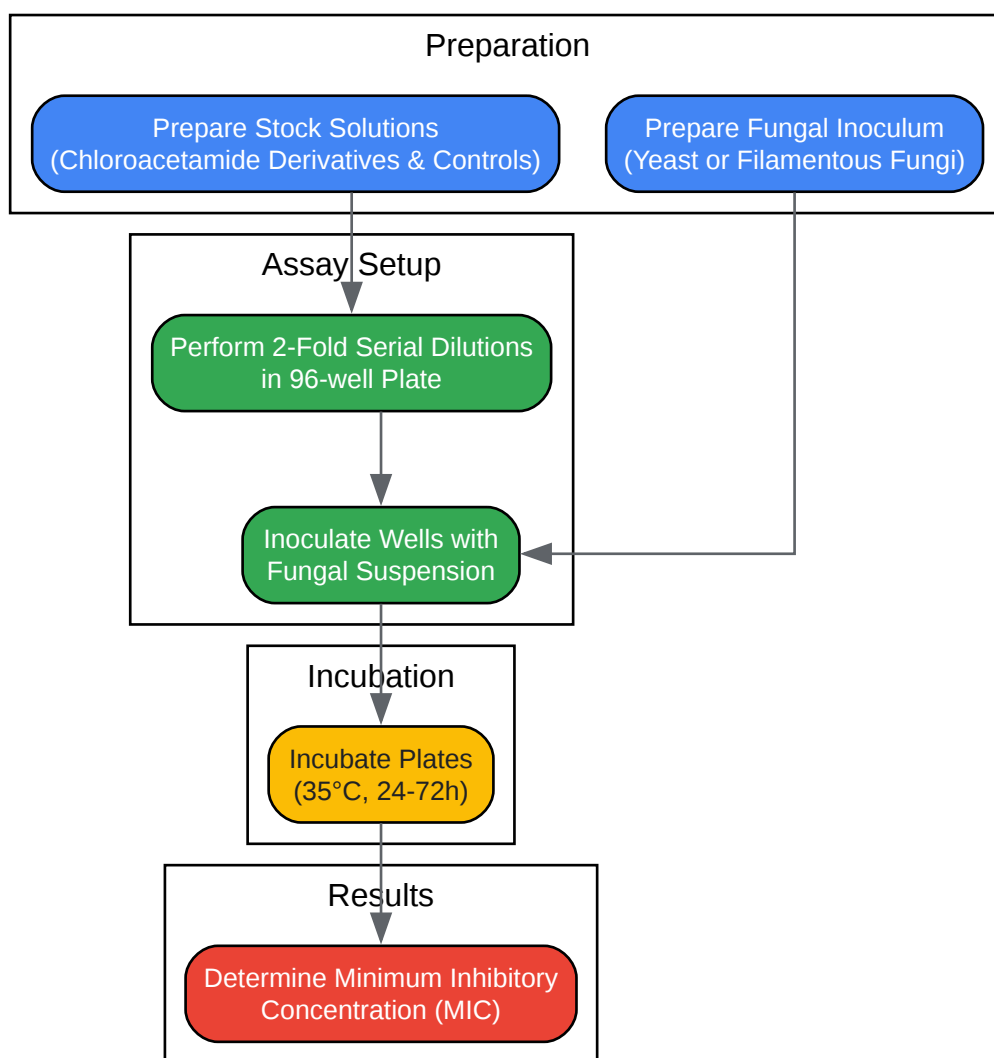 Preparation
Prepare Stock Solutions
(Chloroacetamide Derivatives & Controls)
Prepare Fungal Inoculum
(Yeast or Filamentous Fungi)
Assay Setup
Perform 2-Fold Serial Dilutions
in 96-well Plate
Inoculate Wells with
Fungal Suspension
Incubation
Incubate Plates
(35°C, 24-72h)
Results
Determine Minimum Inhibitory
Concentration (MIC)